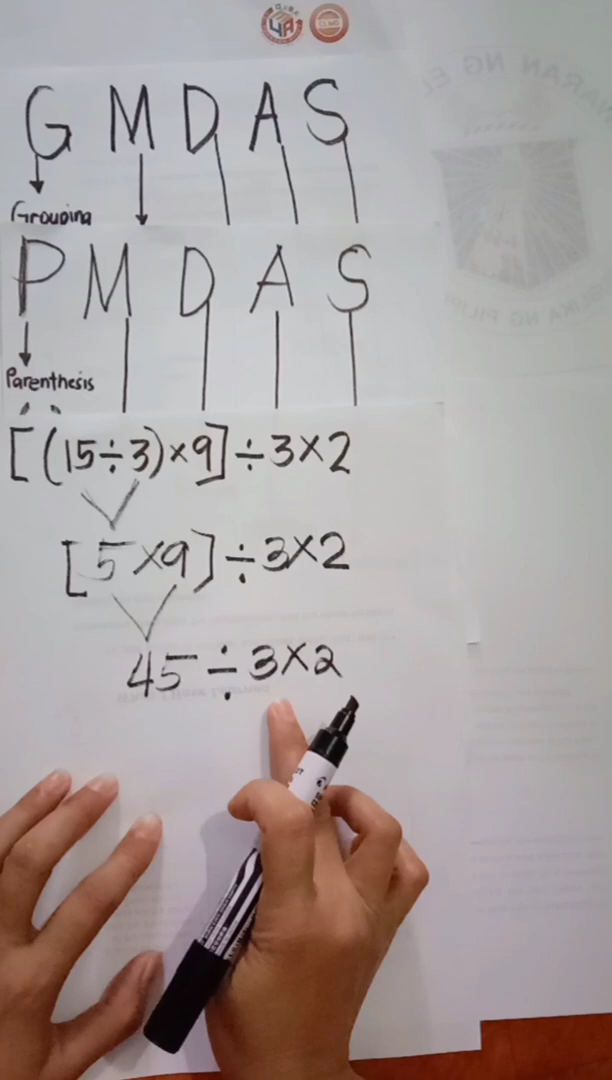 G M D A S
Grouping
P M D A S
Parenthesis
[(15÷3)×9]÷3×2
[5×9]÷3×2
45÷3×2